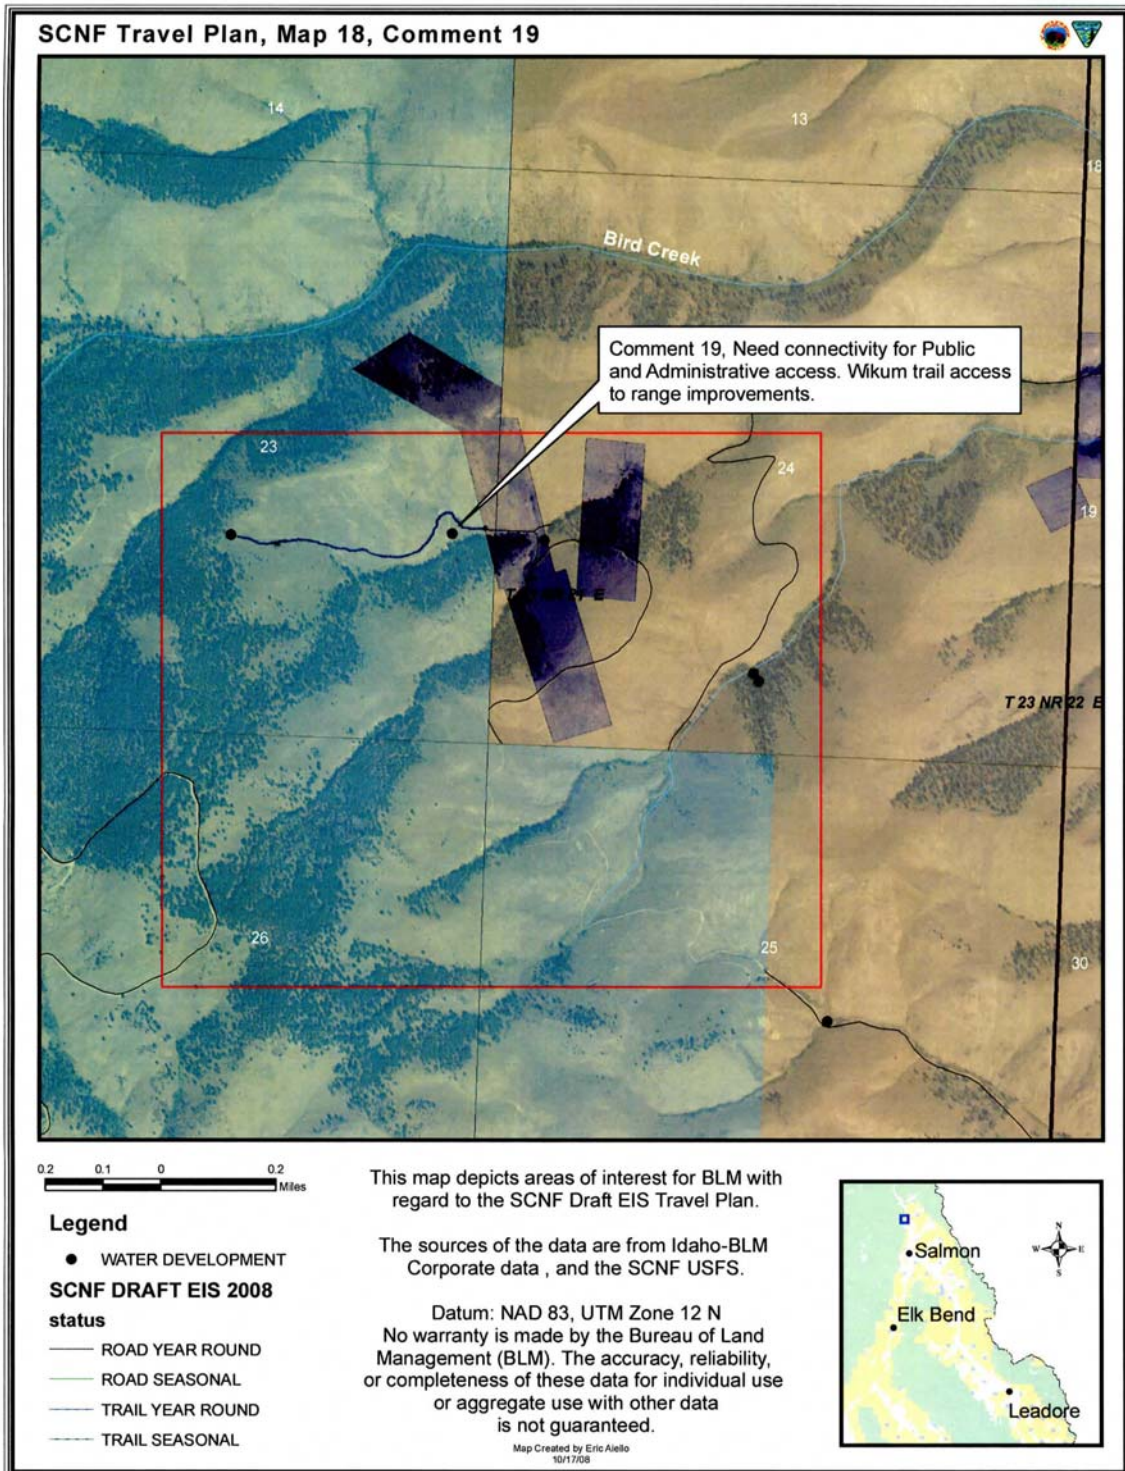 SCNF Travel Plan, Map 18, Comment 19
14
13
18
Bird Creek
Comment 19, Need connectivity for Public
and Administrative access. Wikum trail access
to range improvements.
23
24
19
E
T 23 NR 22 E
26
25
30
0.2 0.1 0 0.2
Miles
Legend
WATER DEVELOPMENT
SCNF DRAFT EIS 2008
status
ROAD YEAR ROUND
ROAD SEASONAL
TRAIL YEAR ROUND
TRAIL SEASONAL
This map depicts areas of interest for BLM with
regard to the SCNF Draft EIS Travel Plan.
The sources of the data are from Idaho-BLM
Corporate data , and the SCNF USFS.
Datum: NAD 83, UTM Zone 12 N
No warranty is made by the Bureau of Land
Management (BLM). The accuracy, reliability,
or completeness of these data for individual use
or aggregate use with other data
is not guaranteed.
Map Created by Eric Aiello
10/17/08
Salmon
N
W E
S
Elk Bend
Leadore